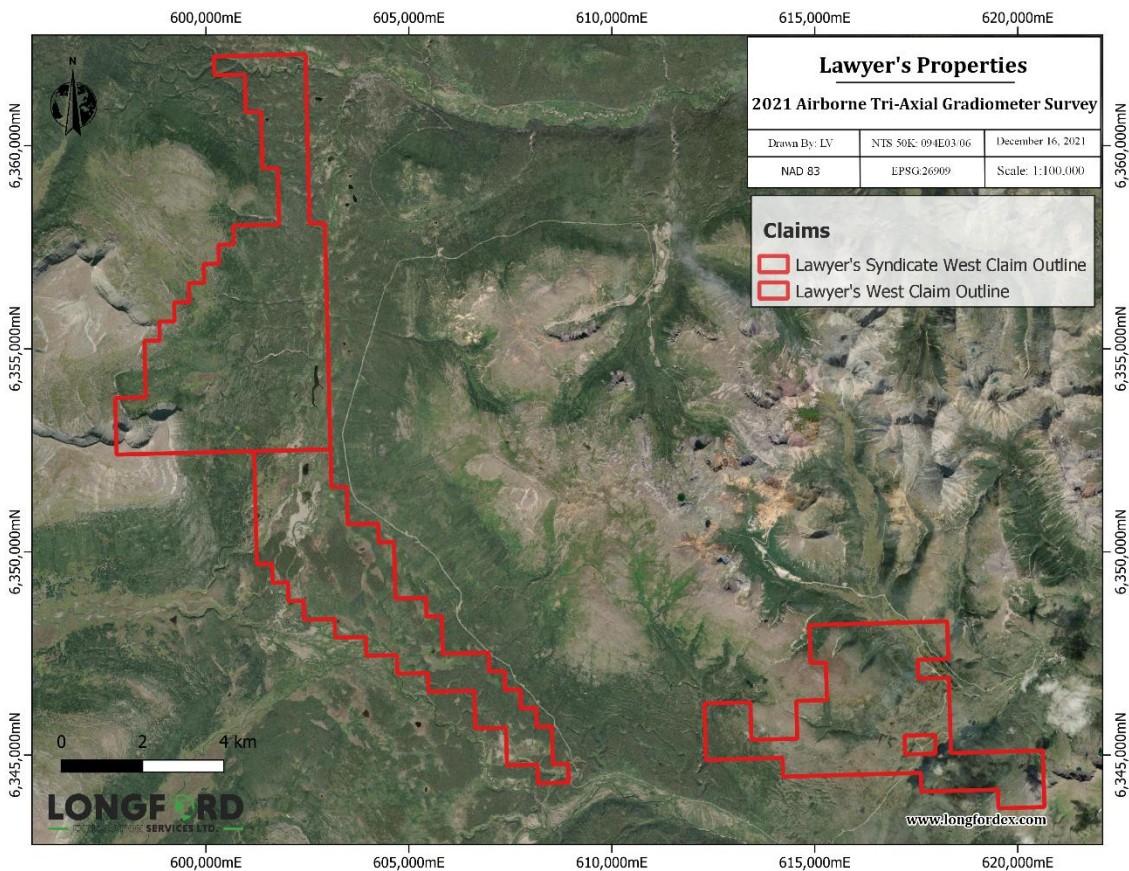 600,000mE 605,000mE 610,000mE 615,000mE 620,000mE
N
Lawyer's Properties
2021 Airborne Tri-Axial Gradiometer Survey
Drawn By: LV NTS 50K: 094E03/06 December 16, 2021
NAD 83 EPSG:26909 Scale: 1:100,000
Claims
Lawyer's Syndicate West Claim Outline
Lawyer's West Claim Outline
6,360,000mN 6,360,000mN
6,355,000mN 6,355,000mN
6,350,000mN 6,350,000mN
6,345,000mN 6,345,000mN
0 2 4 km
LONGFORD
EXPLORATION SERVICES LTD.
www.longfordex.com
600,000mE 605,000mE 610,000mE 615,000mE 620,000mE